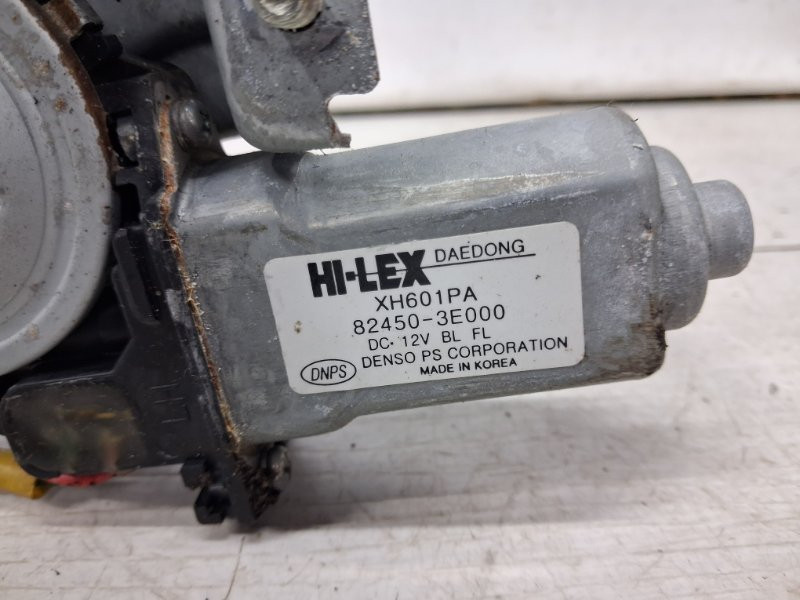 HI-LEX DAEDONG
XH601PA
82450-3E000
DC. 12V BL FL
DNPS DENSO PS CORPORATION
MADE IN KOREA